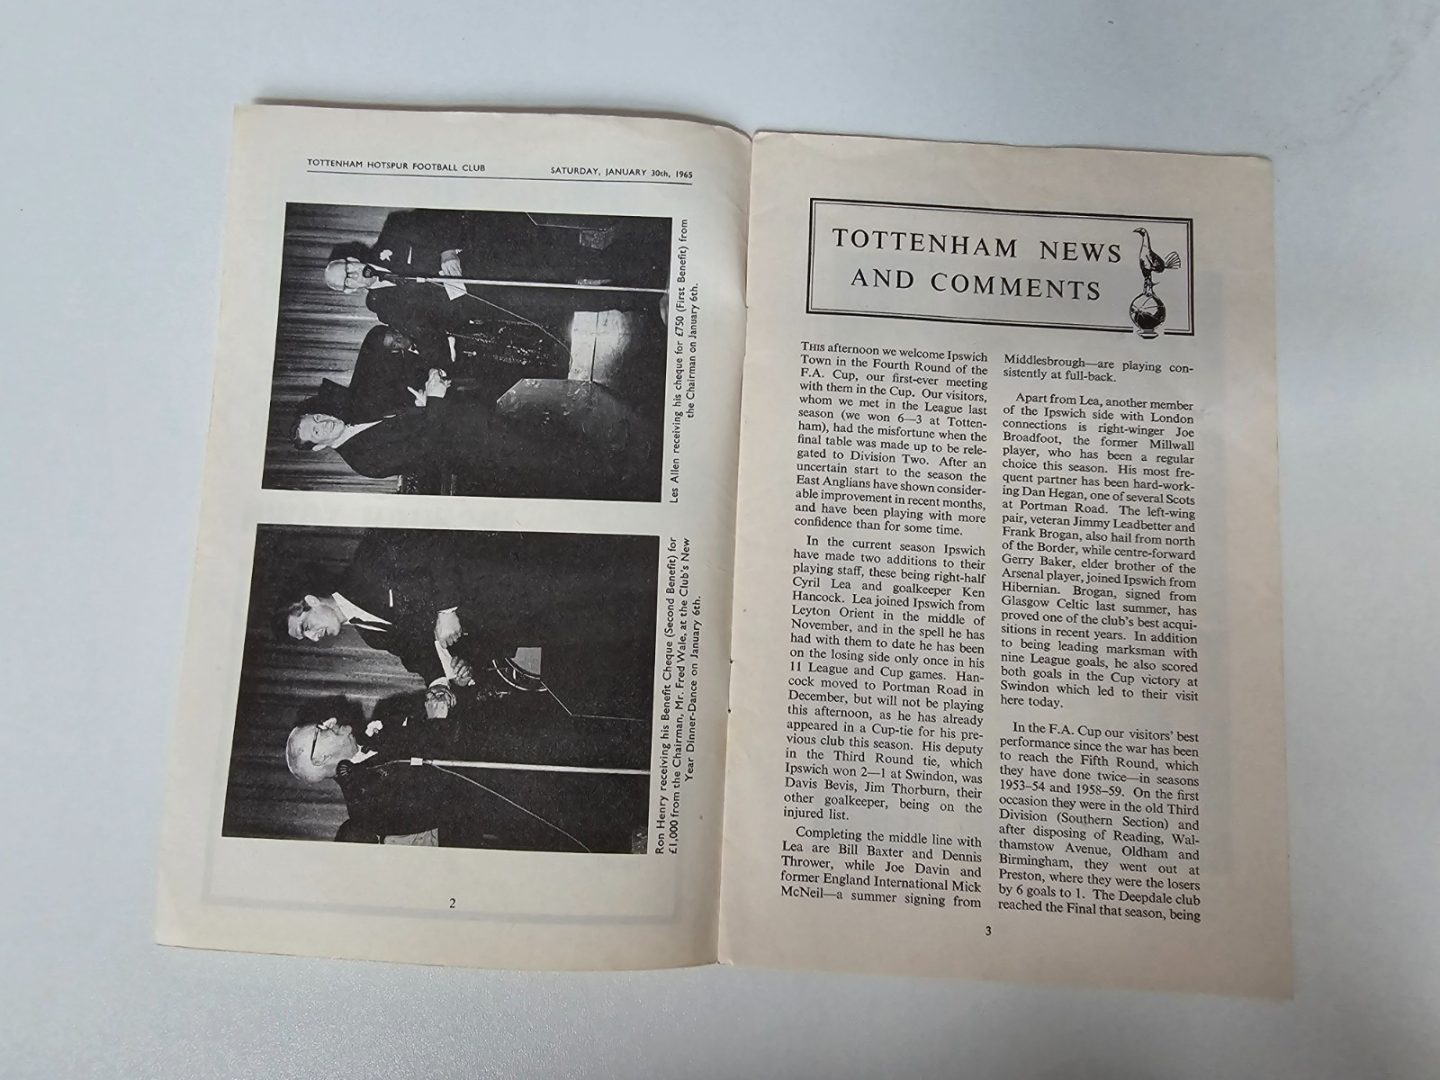 TOTTENHAM HOTSPUR FOOTBALL CLUB
SATURDAY, JANUARY 30th, 1965
Les Allen receiving his cheque for £750 (First Benefit) from
the Chairman on January 6th.
Ron Henry receiving his Benefit Cheque (Second Benefit) for
£1,000 from the Chairman, Mr. Fred Wale, at the Club's New
Year Dinner-Dance on January 6th.
2
TOTTENHAM NEWS
AND COMMENTS
THIS afternoon we welcome Ipswich
Town in the Fourth Round of the
F.A. Cup, our first-ever meeting
with them in the Cup. Our visitors,
whom we met in the League last
season (we won 6—3 at Totten-
ham), had the misfortune when the
final table was made up to be rele-
gated to Division Two. After an
uncertain start to the season the
East Anglians have shown consider-
able improvement in recent months,
and have been playing with more
confidence than for some time.
In the current season Ipswich
have made two additions to their
playing staff, these being right-half
Cyril Lea and goalkeeper Ken
Hancock. Lea joined Ipswich from
Leyton Orient in the middle of
November, and in the spell he has
had with them to date he has been
on the losing side only once in his
11 League and Cup games. Han-
cock moved to Portman Road in
December, but will not be playing
this afternoon, as he has already
appeared in a Cup-tie for his pre-
vious club this season. His deputy
in the Third Round tie, which
Ipswich won 2—1 at Swindon, was
Davis Bevis, Jim Thorburn, their
other goalkeeper, being on the
injured list.
Completing the middle line with
Lea are Bill Baxter and Dennis
Thrower, while Joe Davin and
former England International Mick
McNeil—a summer signing from
Middlesbrough—are playing con-
sistently at full-back.
Apart from Lea, another member
of the Ipswich side with London
connections is right-winger Joe
Broadfoot, the former Millwall
player, who has been a regular
choice this season. His most fre-
quent partner has been hard-work-
ing Dan Hegan, one of several Scots
at Portman Road. The left-wing
pair, veteran Jimmy Leadbetter and
Frank Brogan, also hail from north
of the Border, while centre-forward
Gerry Baker, elder brother of the
Arsenal player, joined Ipswich from
Hibernian. Brogan, signed from
Glasgow Celtic last summer, has
proved one of the club's best acqui-
sitions in recent years. In addition
to being leading marksman with
nine League goals, he also scored
both goals in the Cup victory at
Swindon which led to their visit
here today.
In the F.A. Cup our visitors' best
performance since the war has been
to reach the Fifth Round, which
they have done twice—in seasons
1953–54 and 1958–59. On the first
occasion they were in the old Third
Division (Southern Section) and
after disposing of Reading, Wal-
thamstow Avenue, Oldham and
Birmingham, they went out at
Preston, where they were the losers
by 6 goals to 1. The Deepdale club
reached the Final that season, being
3